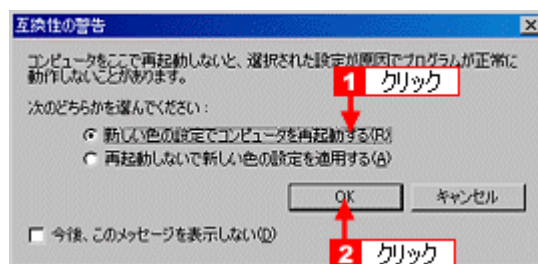 互換性の警告
コンピュータをここで再起動しないと、選択された設定が原因でプログラムが正常に
動作しないことがあります。
1 クリック
次のどちらかを選んでください：
新しい色の設定でコンピュータを再起動する(R)
再起動しないで新しい色の設定を適用する(A)
OK キャンセル
今後、このメッセージを表示しない(D)
2 クリック